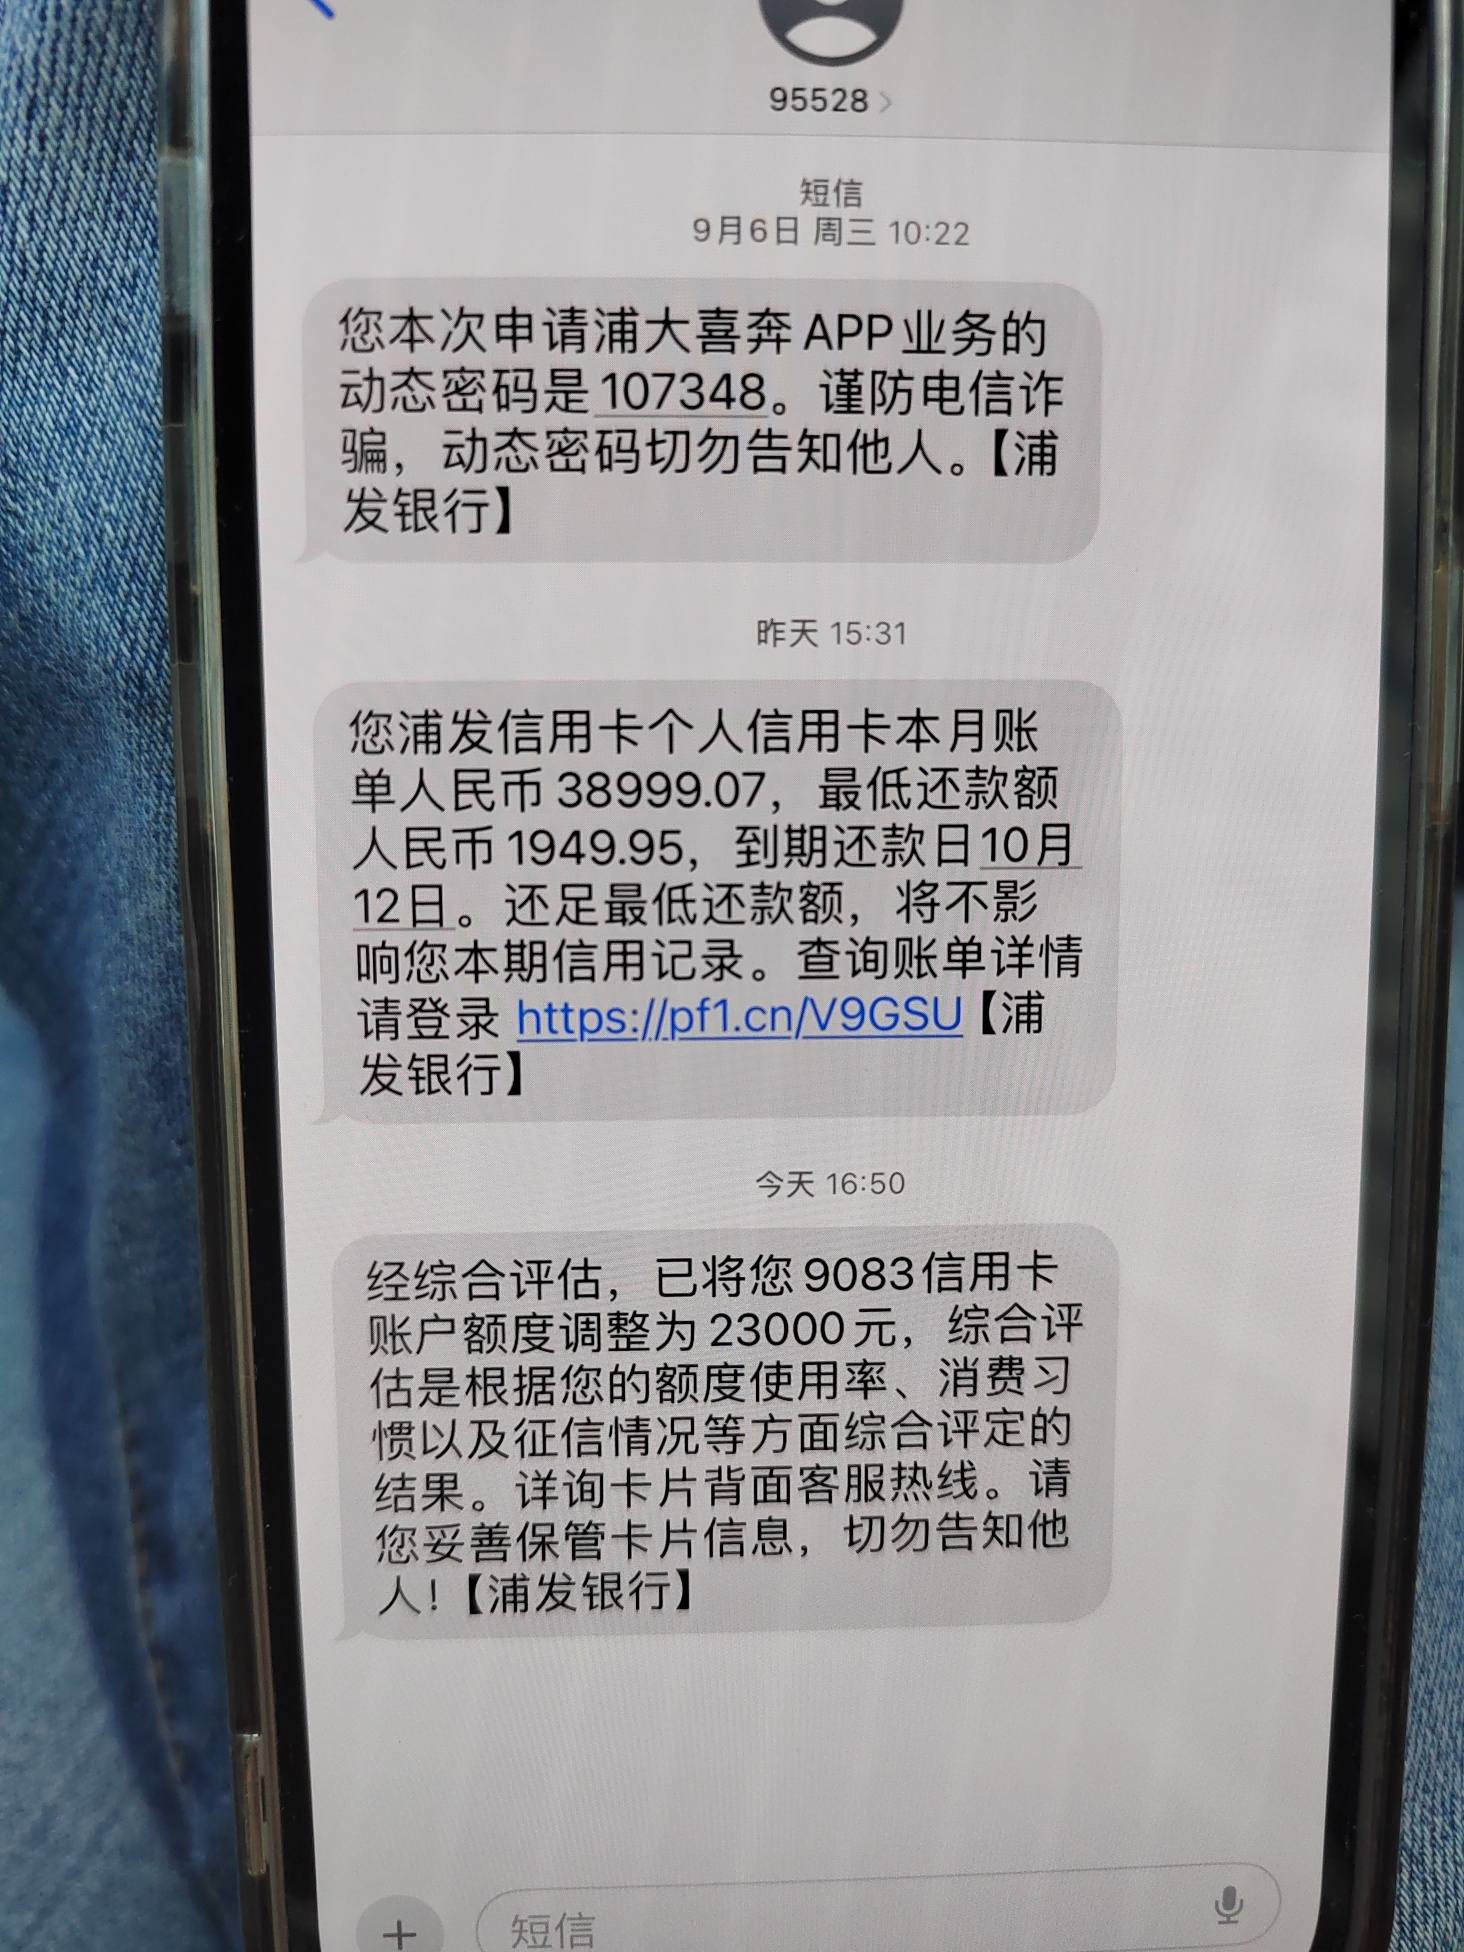 95528
短信
9月6日 周三 10:22
您本次申请浦大喜奔APP业务的
动态密码是107348。谨防电信诈
骗，动态密码切勿告知他人。【浦
发银行】
昨天 15:31
您浦发信用卡个人信用卡本月账
单人民币38999.07，最低还款额
人民币1949.95，到期还款日10月
12日。还足最低还款额，将不影
响您本期信用记录。查询账单详情
请登录 https://pf1.cn/V9GSU【浦
发银行】
今天 16:50
经综合评估，已将您9083信用卡
账户额度调整为23000元，综合评
估是根据您的额度使用率、消费习
惯以及征信情况等方面综合评定的
结果。详询卡片背面客服热线。请
您妥善保管卡片信息，切勿告知他
人！【浦发银行】
短信